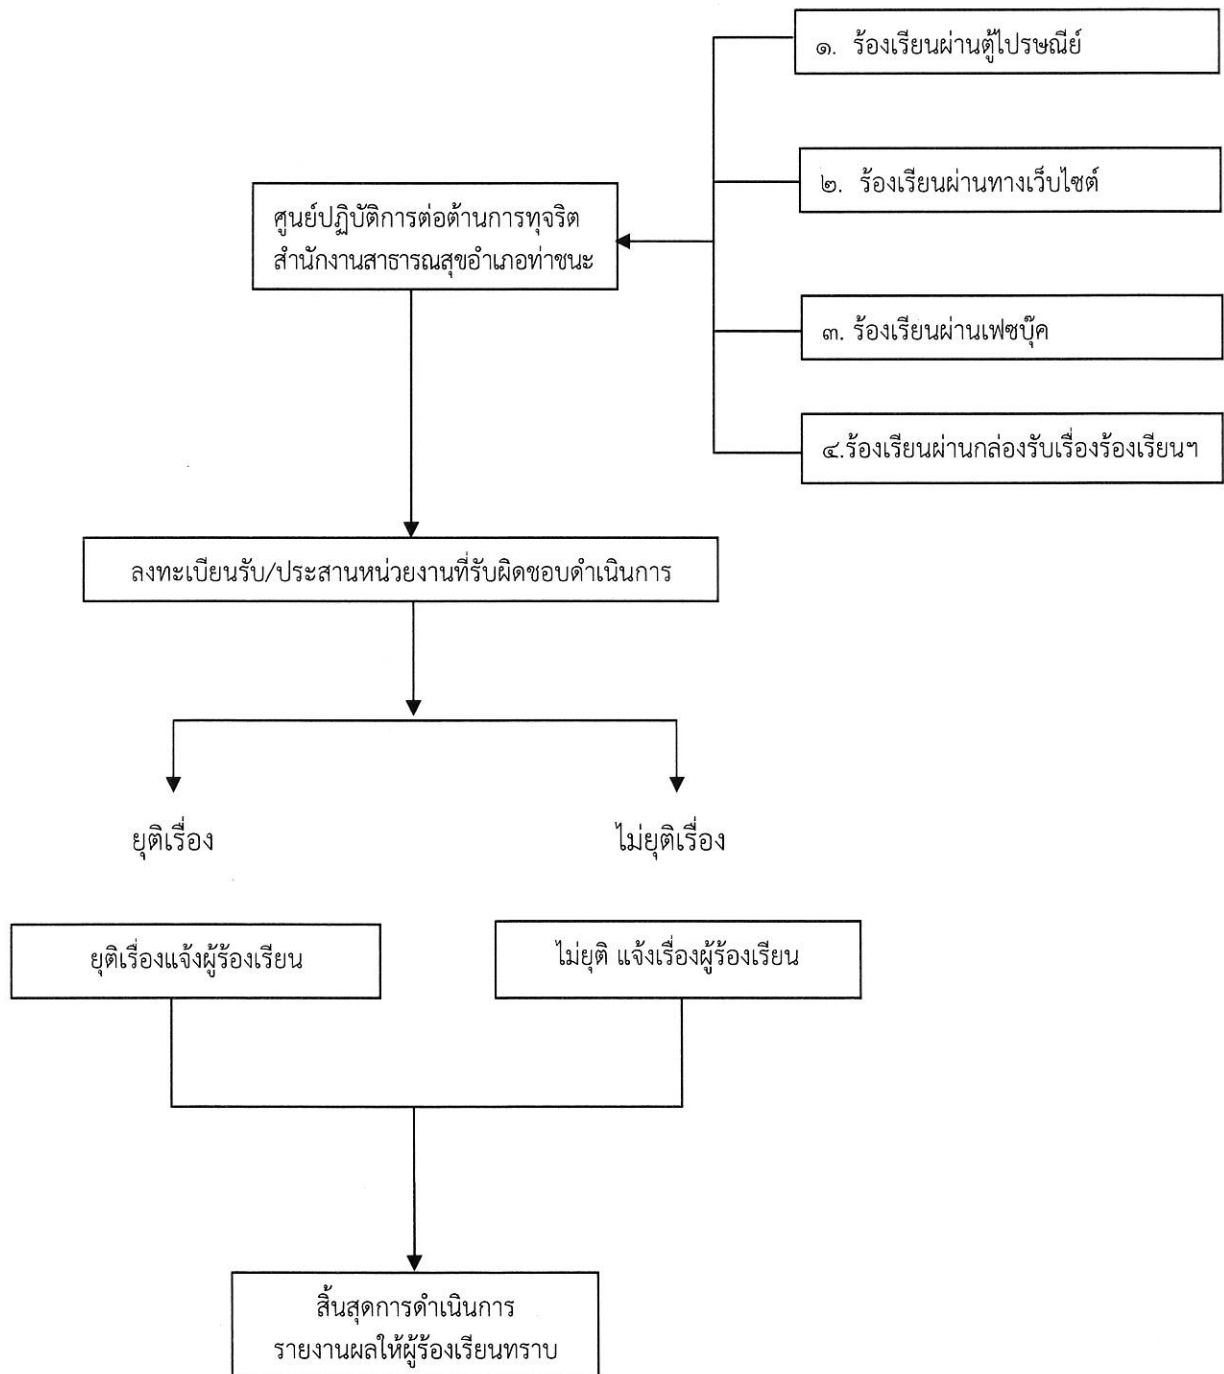 ๑. ร้องเรียนผ่านตู้ไปรษณีย์
๒. ร้องเรียนผ่านทางเว็บไซต์
ศูนย์ปฏิบัติการต่อต้านการทุจริต
สำนักงานสาธารณสุขอำเภอท่าชนะ
๓. ร้องเรียนผ่านเฟซบุ๊ค
๔.ร้องเรียนผ่านกล่องรับเรื่องร้องเรียนฯ
ลงทะเบียนรับ/ประสานหน่วยงานที่รับผิดชอบดำเนินการ
ยุติเรื่อง
ไม่ยุติเรื่อง
ยุติเรื่องแจ้งผู้ร้องเรียน
ไม่ยุติ แจ้งเรื่องผู้ร้องเรียน
สิ้นสุดการดำเนินการ
รายงานผลให้ผู้ร้องเรียนทราบ